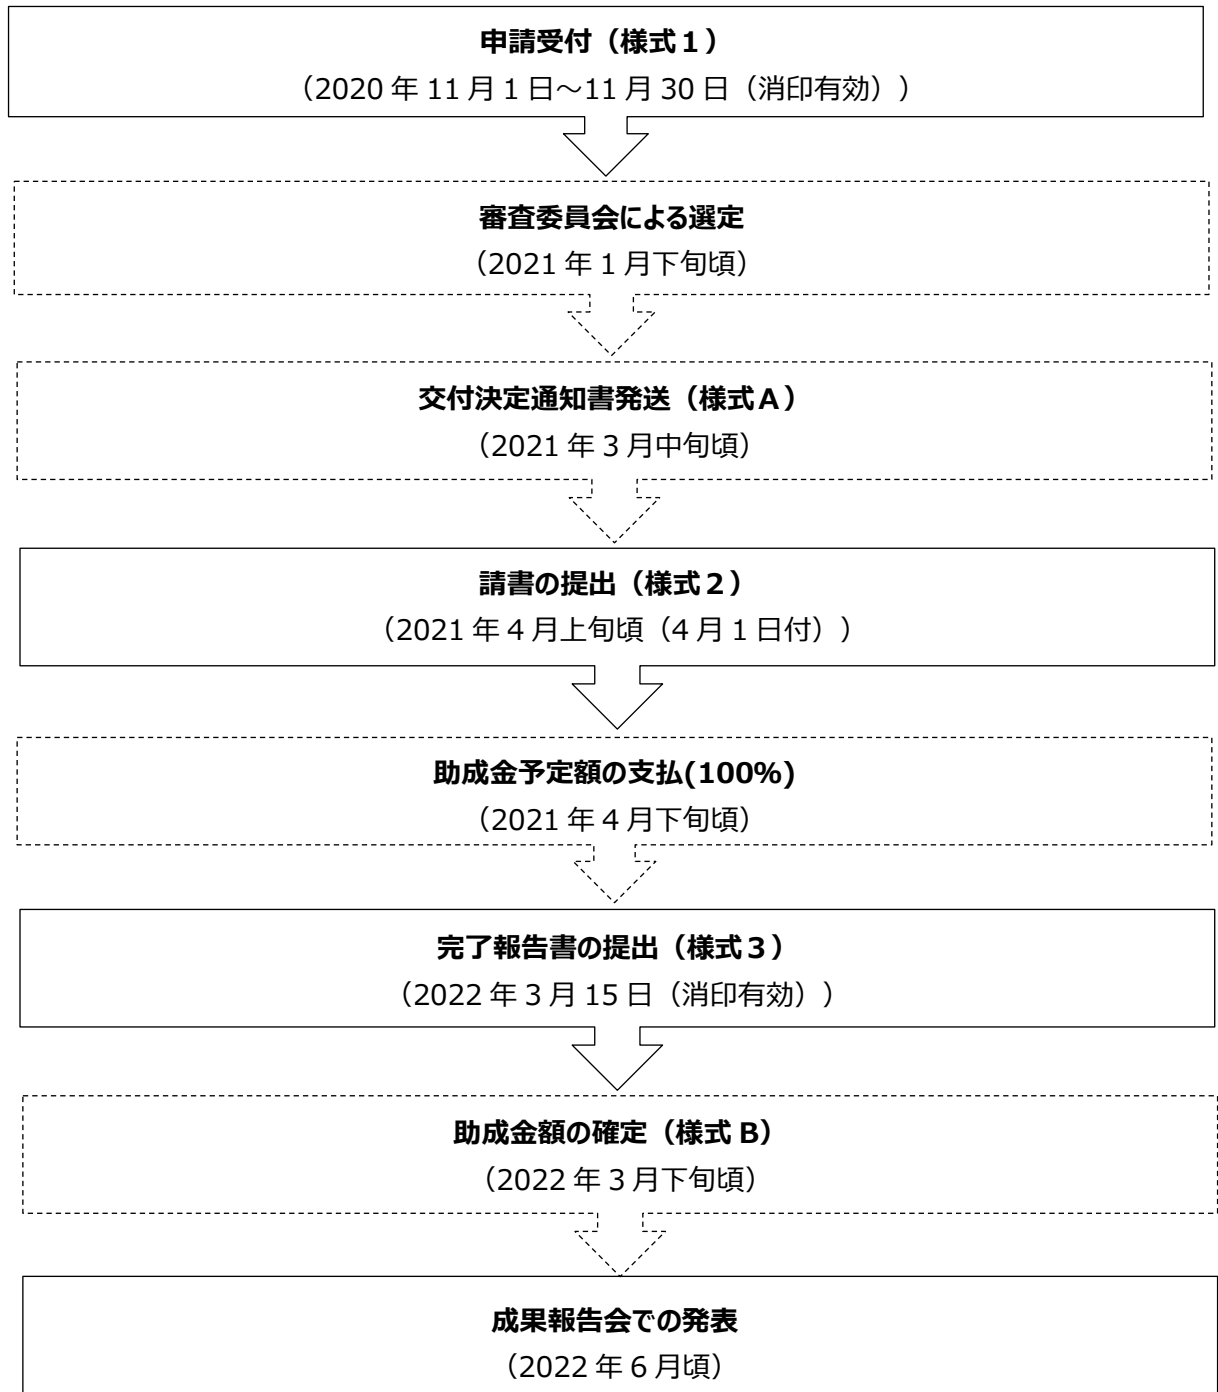 申請受付（様式１）
（2020 年 11 月 1 日～11 月 30 日（消印有効））
審査委員会による選定
（2021 年 1 月下旬頃）
交付決定通知書発送（様式Ａ）
（2021 年 3 月中旬頃）
請書の提出（様式２）
（2021 年 4 月上旬頃（4 月 1 日付））
助成金予定額の支払(100%)
（2021 年 4 月下旬頃）
完了報告書の提出（様式３）
（2022 年 3 月 15 日（消印有効））
助成金額の確定（様式 B）
（2022 年 3 月下旬頃）
成果報告会での発表
（2022 年 6 月頃）